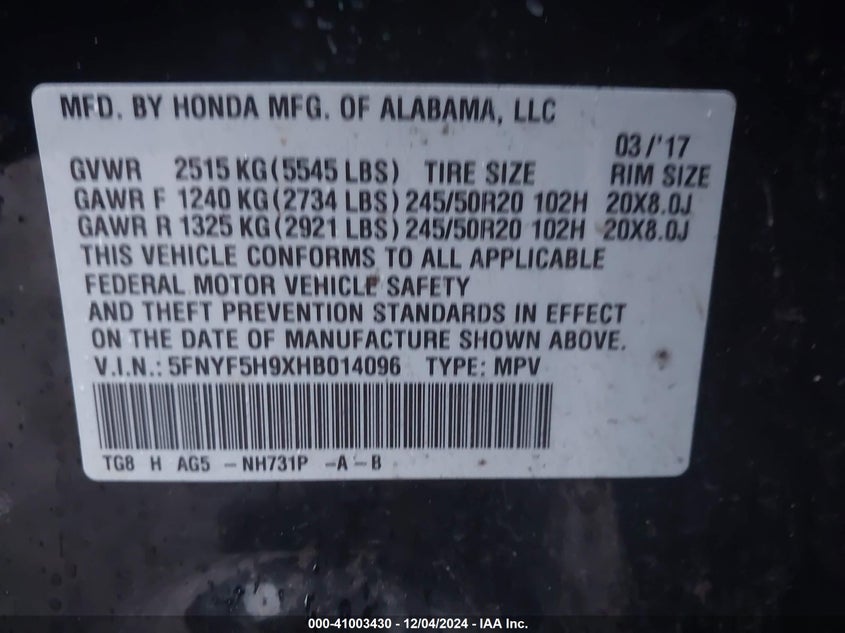 MFD. BY HONDA MFG. OF ALABAMA, LLC
03/'17
GVWR 2515 KG (5545 LBS) TIRE SIZE RIM SIZE
GAWR F 1240 KG (2734 LBS) 245/50R20 102H 20X8.0J
GAWR R 1325 KG (2921 LBS) 245/50R20 102H 20X8.0J
THIS VEHICLE CONFORMS TO ALL APPLICABLE
FEDERAL MOTOR VEHICLE SAFETY
AND THEFT PREVENTION STANDARDS IN EFFECT
ON THE DATE OF MANUFACTURE SHOWN ABOVE.
V.I.N.: 5FNYF5H9XHB014096 TYPE: MPV
TG8 H AG5 -NH731P -A-B
000-41003430 - 12/04/2024 - IAA Inc.